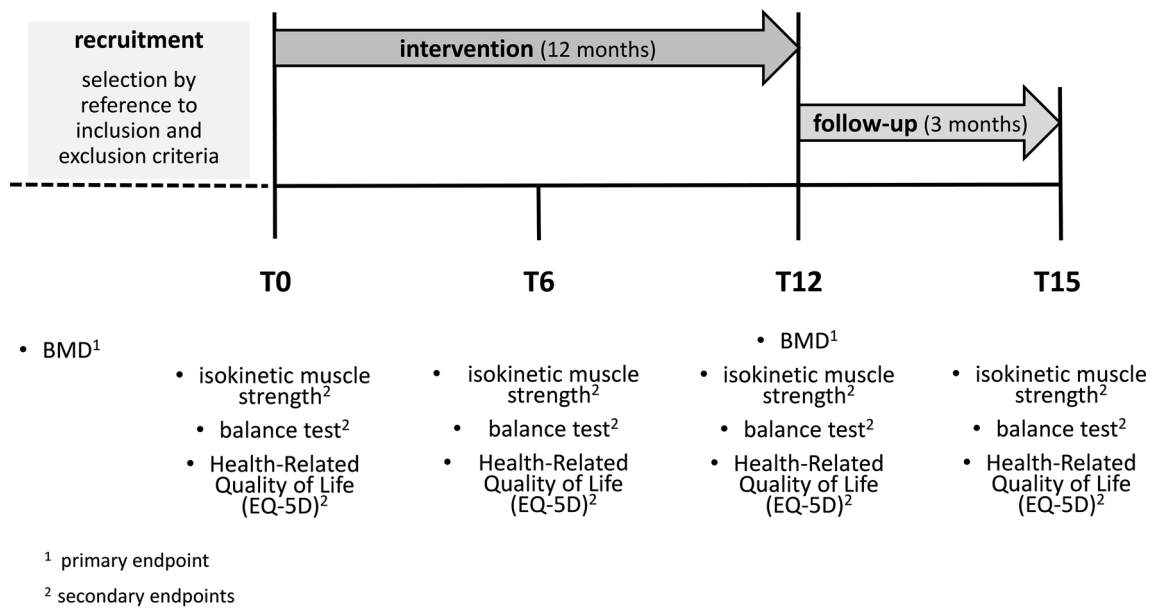 recruitment
selection by
reference to
inclusion and
exclusion criteria
intervention (12 months)
follow-up (3 months)
T0
T6
T12
T15
• BMD¹
• isokinetic muscle
strength²
• balance test²
• Health-Related
Quality of Life
(EQ-5D)²
• isokinetic muscle
strength²
• balance test²
• Health-Related
Quality of Life
(EQ-5D)²
• BMD¹
• isokinetic muscle
strength²
• balance test²
• Health-Related
Quality of Life
(EQ-5D)²
• isokinetic muscle
strength²
• balance test²
• Health-Related
Quality of Life
(EQ-5D)²
¹ primary endpoint
² secondary endpoints